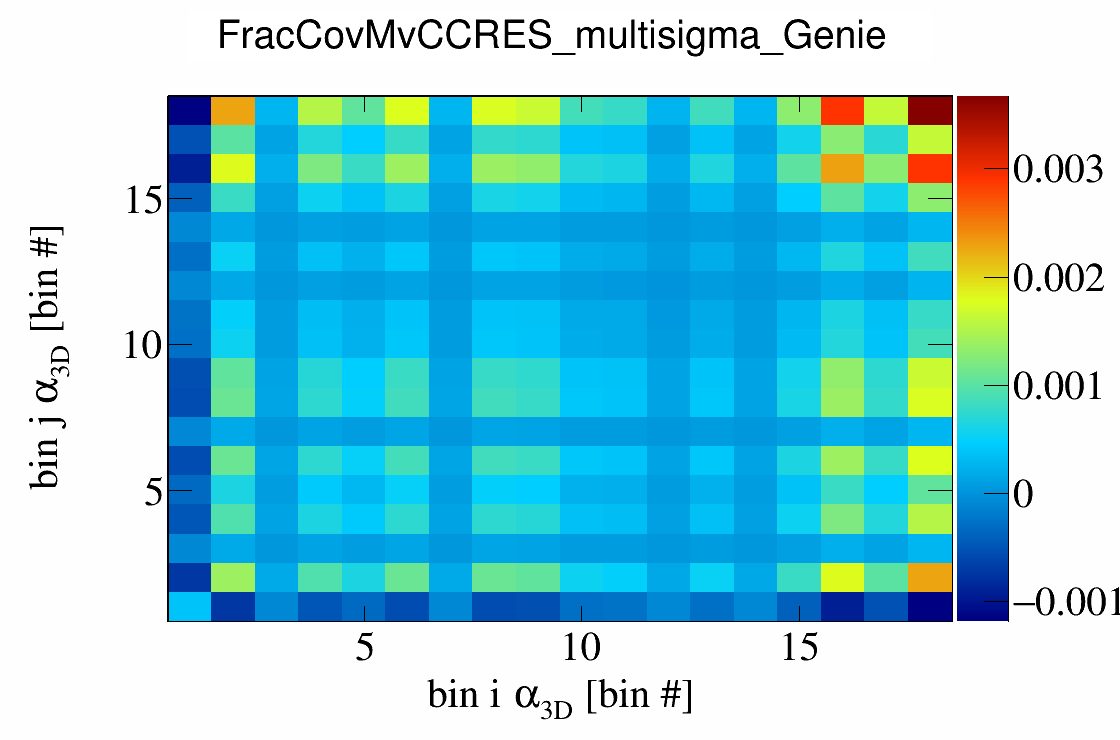 FracCovMvCCRES_multisigma_Genie
bin j α3D [bin #]
15
10
5
5 10 15
bin i α3D [bin #]
0.003
0.002
0.001
0
−0.001